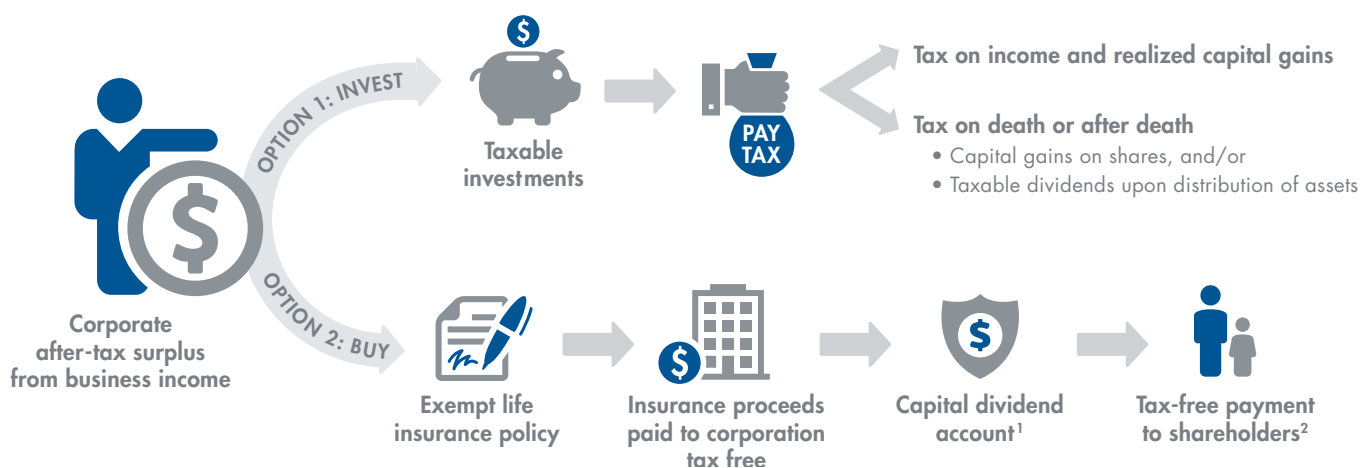 Corporate
after-tax surplus
from business income
OPTION 1: INVEST
$
$
Taxable
investments
PAY
TAX
Tax on income and realized capital gains
Tax on death or after death
• Capital gains on shares, and/or
• Taxable dividends upon distribution of assets
OPTION 2: BUY
Exempt life
insurance policy
$
Insurance proceeds
paid to corporation
tax free
$
Capital dividend
account¹
Tax-free payment
to shareholders²